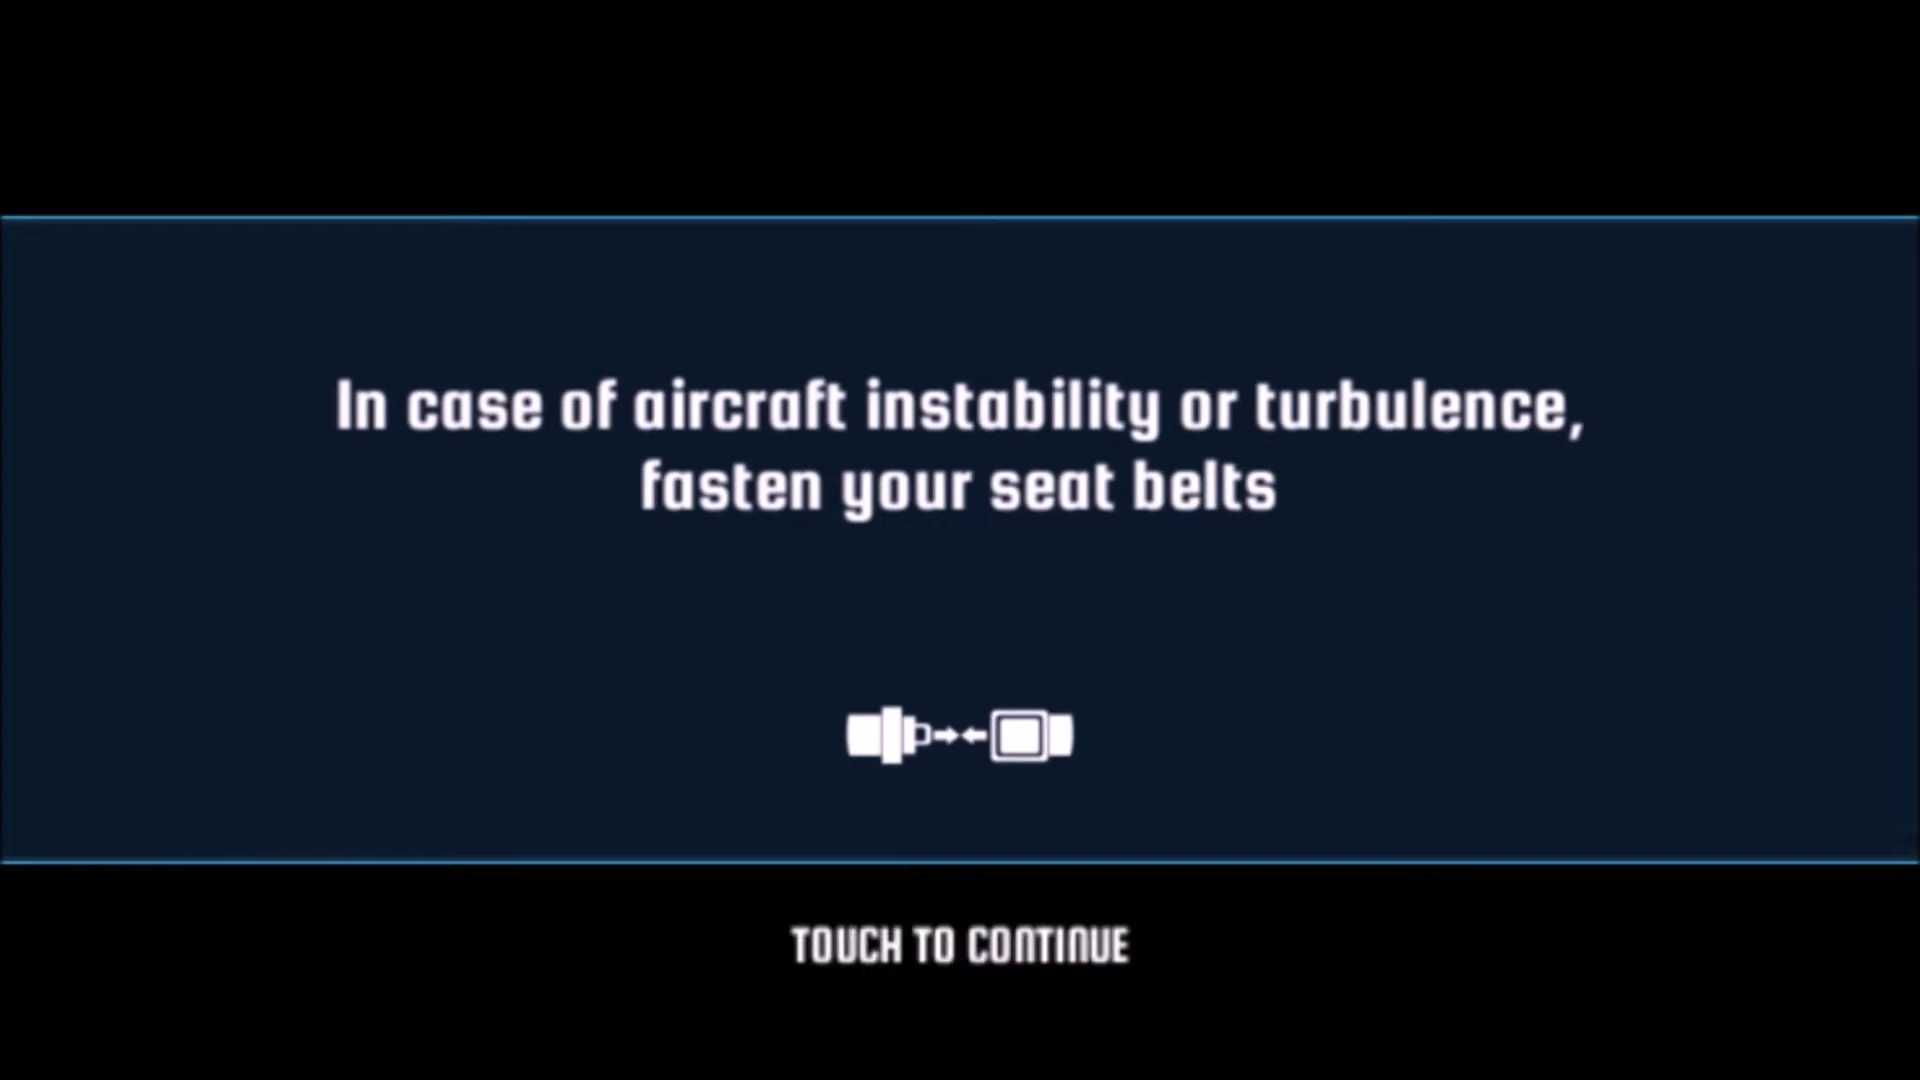 In case of aircraft instability or turbulence,
fasten your seat belts
TOUCH TO CONTINUE